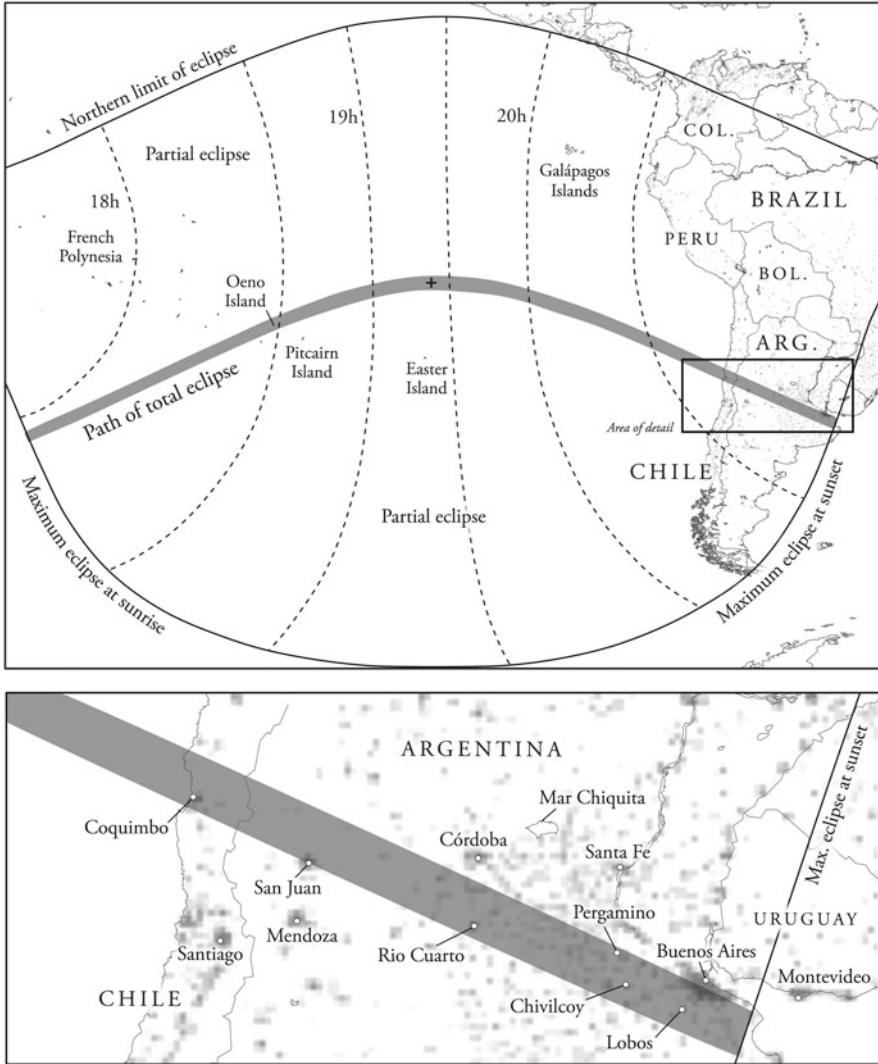 Northern limit of eclipse
19h
20h
COL.
Partial eclipse
Galápagos
Islands
18h
BRAZIL
French
Polynesia
PERU
BOL.
Oeno
Island
ARG.
Pitcairn
Island
Easter
Island
Path of total eclipse
Area of detail
CHILE
Partial eclipse
Maximum eclipse at sunrise
Maximum eclipse at sunset
ARGENTINA
Max. eclipse at sunset
Mar Chiquita
Coquimbo
Córdoba
Santa Fe
San Juan
Pergamino
URUGUAY
Mendoza
Santiago
Rio Cuarto
Buenos Aires
Montevideo
CHILE
Chivilcoy
Lobos